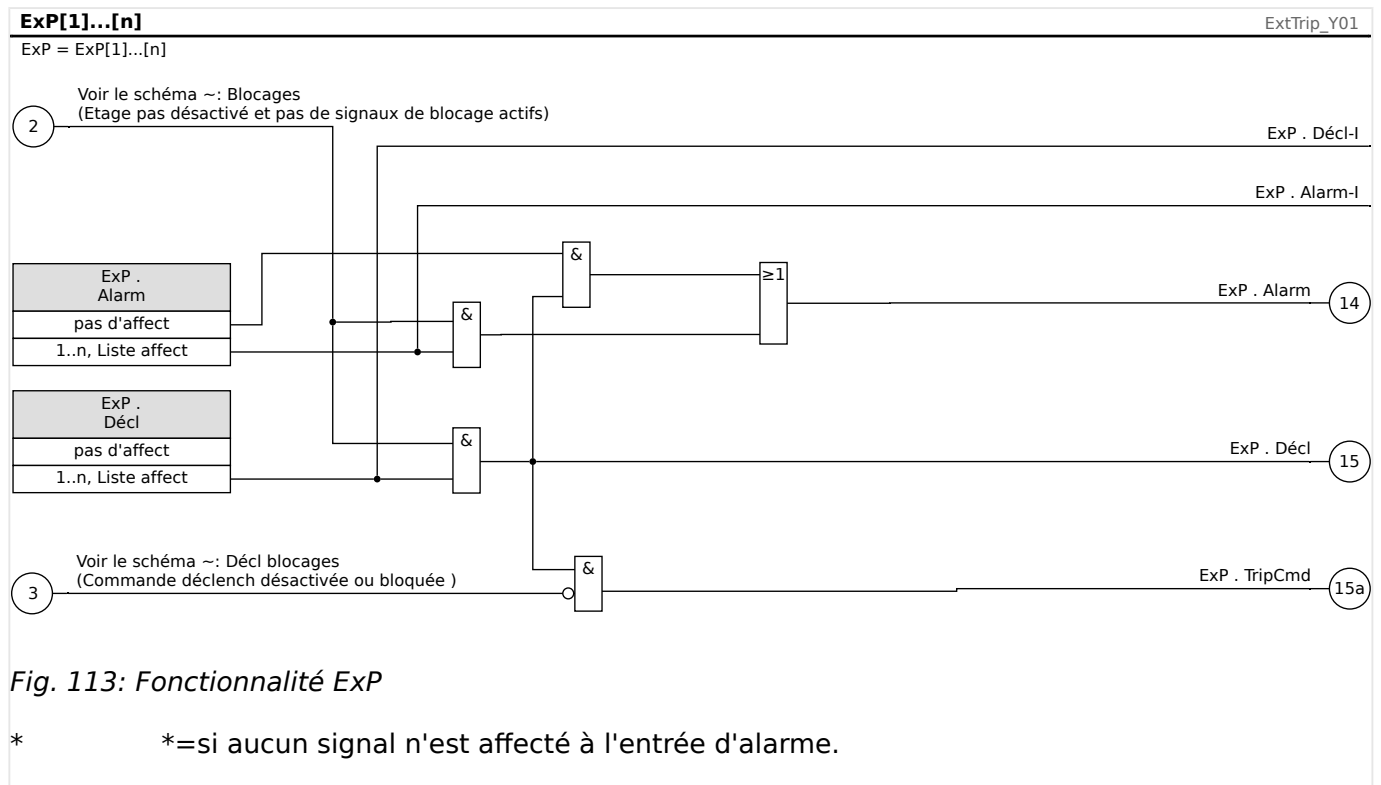 ExP[1]...[n]
ExtTrip_Y01
ExP = ExP[1]...[n]
Voir le schéma ~: Blocages
(Etage pas désactivé et pas de signaux de blocage actifs)
2
ExP . Décl-I
ExP . Alarm-I
&
ExP .
Alarm
≥1
ExP . Alarm
14
pas d'affect
&
1..n, Liste affect
ExP .
Décl
&
pas d'affect
ExP . Décl
15
1..n, Liste affect
Voir le schéma ~: Décl blocages
(Commande déclench désactivée ou bloquée )
3
&
ExP . TripCmd
15a
Fig. 113: Fonctionnalité ExP
* *=si aucun signal n'est affecté à l'entrée d'alarme.